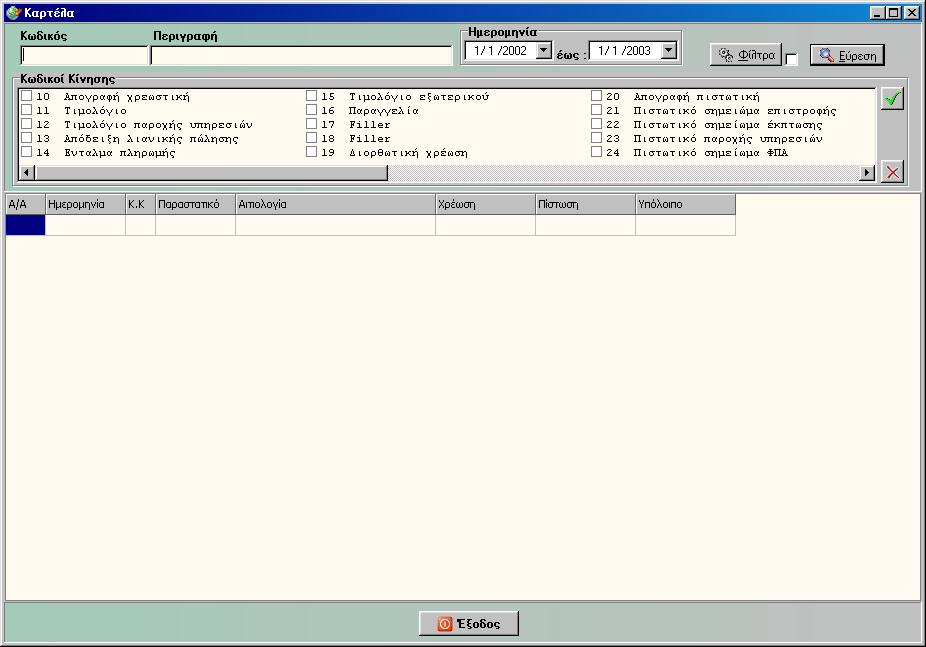 Καρτέλα
Κωδικός Περιγραφή Ημερομηνία
1/ 1 /2002 έως : 1/ 1 /2003 Φίλτρα Εύρεση
Κωδικοί Κίνησης
10 Απογραφή χρεωστική 15 Τιμολόγιο εξωτερικού 20 Απογραφή πιστωτική
11 Τιμολόγιο 16 Παραγγελία 21 Πιστωτικό σημείωμα επιστροφής
12 Τιμολόγιο παροχής υπηρεσιών 17 Filler 22 Πιστωτικό σημείωμα έκπτωσης
13 Απόδειξη λιανικής πώλησης 18 Filler 23 Πιστωτικό παροχής υπηρεσιών
14 Ενταλμα πληρωμής 19 Διορθωτική χρέωση 24 Πιστωτικό σημείωμα ΦΠΑ
Α/Α Ημερομηνία Κ.Κ Παραστατικό Αιτιολογία Χρέωση Πίστωση Υπόλοιπο
Έξοδος